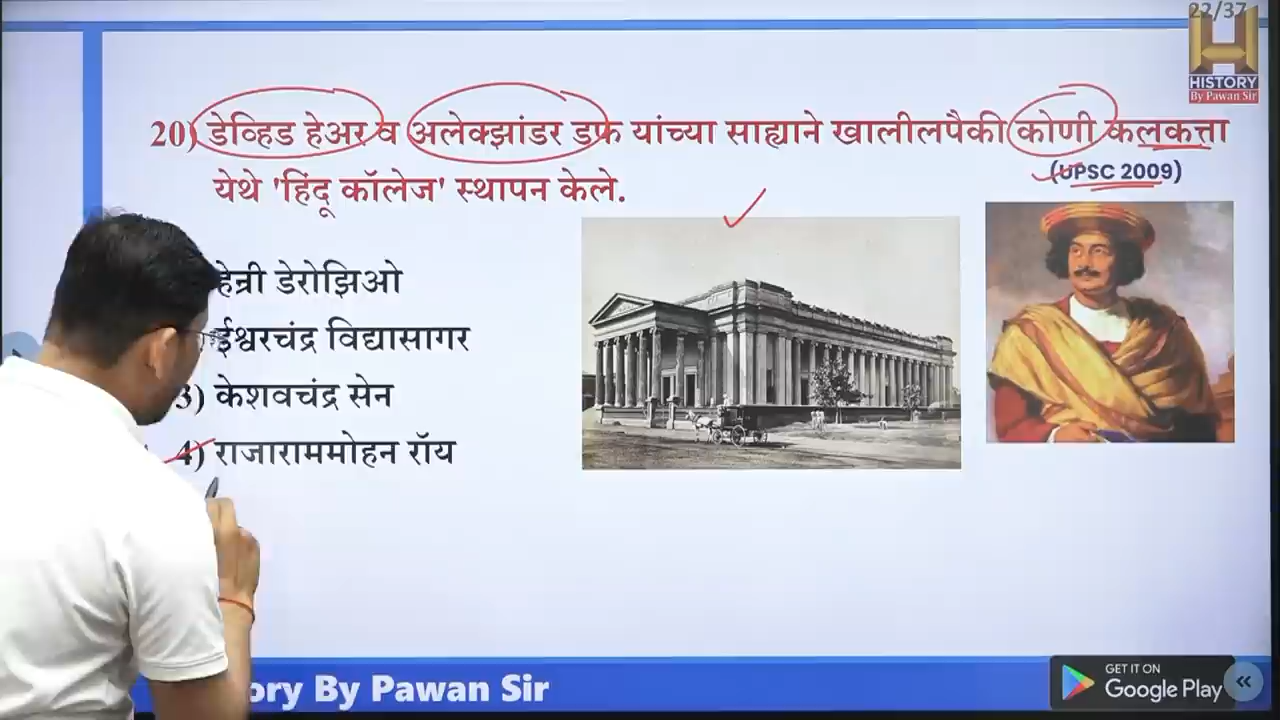 22/37
HISTORY
By Pawan Sir
20) डेव्हिड हेअर व अलेक्झांडर डफ यांच्या साह्याने खालीलपैकी कोणी कलकत्ता
(UPSC 2009)
येथे 'हिंदू कॉलेज' स्थापन केले.
हेन्री डेरोझिओ
ईश्वरचंद्र विद्यासागर
3) केशवचंद्र सेन
4) राजाराममोहन रॉय
ory By Pawan Sir
GET IT ON
Google Play